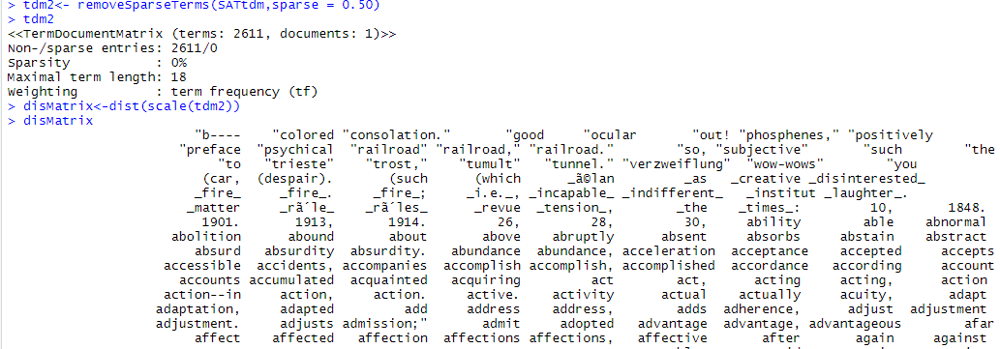 > tdm2<- removeSparseTerms(SATtdm,sparse = 0.50)
> tdm2
<<TermDocumentMatrix (terms: 2611, documents: 1)>>
Non-/sparse entries: 2611/0
Sparsity           : 0%
Maximal term length: 18
Weighting          : term frequency (tf)
> disMatrix<-dist(scale(tdm2))
> disMatrix
"b---- "colored "consolation." "good "ocular "out! "phosphenes," "positively
"preface "psychical "railroad" "railroad," "railroad." "so, "subjective" "such "the
"to "trieste" "trost," "tumult" "tunnel." "verzweiflung" "wow-wows" "you
(car, (despair). (such (which _ã©lan _as _creative _disinterested_
_fire_ _fire_. _fire_; _i.e._, _incapable_ _indifferent_ _institut _laughter_.
_matter _rã´le_ _rã´les_ _revue _tension_, _the _times_: 10, 1848.
1901. 1913, 1914. 26, 28, 30, ability able abnormal
abolition abound about above abruptly absent absorbs abstain abstract
absurd absurdity absurdity. abundance abundance, acceleration acceptance accepted accepts
accessible accidents, accompanies accomplish accomplish, accomplished accordance according account
accounts accumulated acquainted acquiring act act, acting acting, action
action--in action, action. active. activity actual actually acuity, adapt
adaptation, adapted add address address, adds adherence, adjust adjustment
adjustment. adjusts admission;" admit adopted advantage advantage, advantageous afar
affect affected affection affections affections, affective after again against